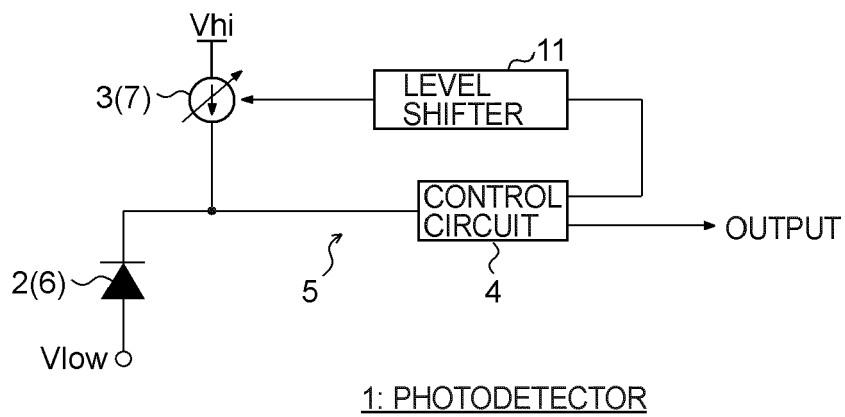 Vhi
11
3(7)
LEVEL
SHIFTER
CONTROL
CIRCUIT
OUTPUT
2(6)
5
4
Vlow
1: PHOTODETECTOR